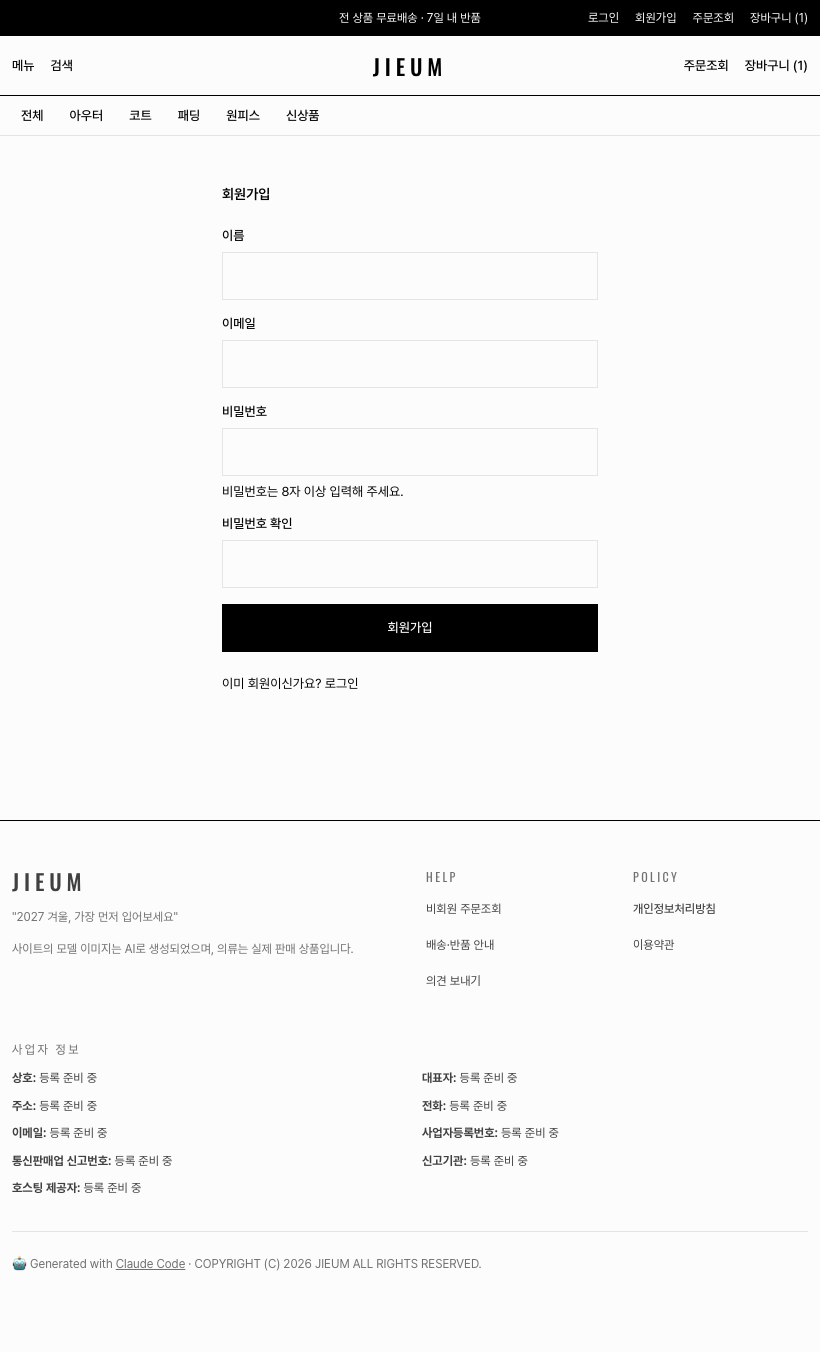 전 상품 무료배송 · 7일 내 반품
로그인 회원가입 주문조회 장바구니 (1)
메뉴 검색
JIEUM
주문조회 장바구니 (1)
전체 아우터 코트 패딩 원피스 신상품
회원가입
이름
이메일
비밀번호
비밀번호는 8자 이상 입력해 주세요.
비밀번호 확인
회원가입
이미 회원이신가요? 로그인
JIEUM
"2027 겨울, 가장 먼저 입어보세요"
사이트의 모델 이미지는 AI로 생성되었으며, 의류는 실제 판매 상품입니다.
HELP
비회원 주문조회
배송·반품 안내
의견 보내기
POLICY
개인정보처리방침
이용약관
사업자 정보
상호: 등록 준비 중
대표자: 등록 준비 중
주소: 등록 준비 중
전화: 등록 준비 중
이메일: 등록 준비 중
사업자등록번호: 등록 준비 중
통신판매업 신고번호: 등록 준비 중
신고기관: 등록 준비 중
호스팅 제공자: 등록 준비 중
🤖 Generated with Claude Code · COPYRIGHT (C) 2026 JIEUM ALL RIGHTS RESERVED.